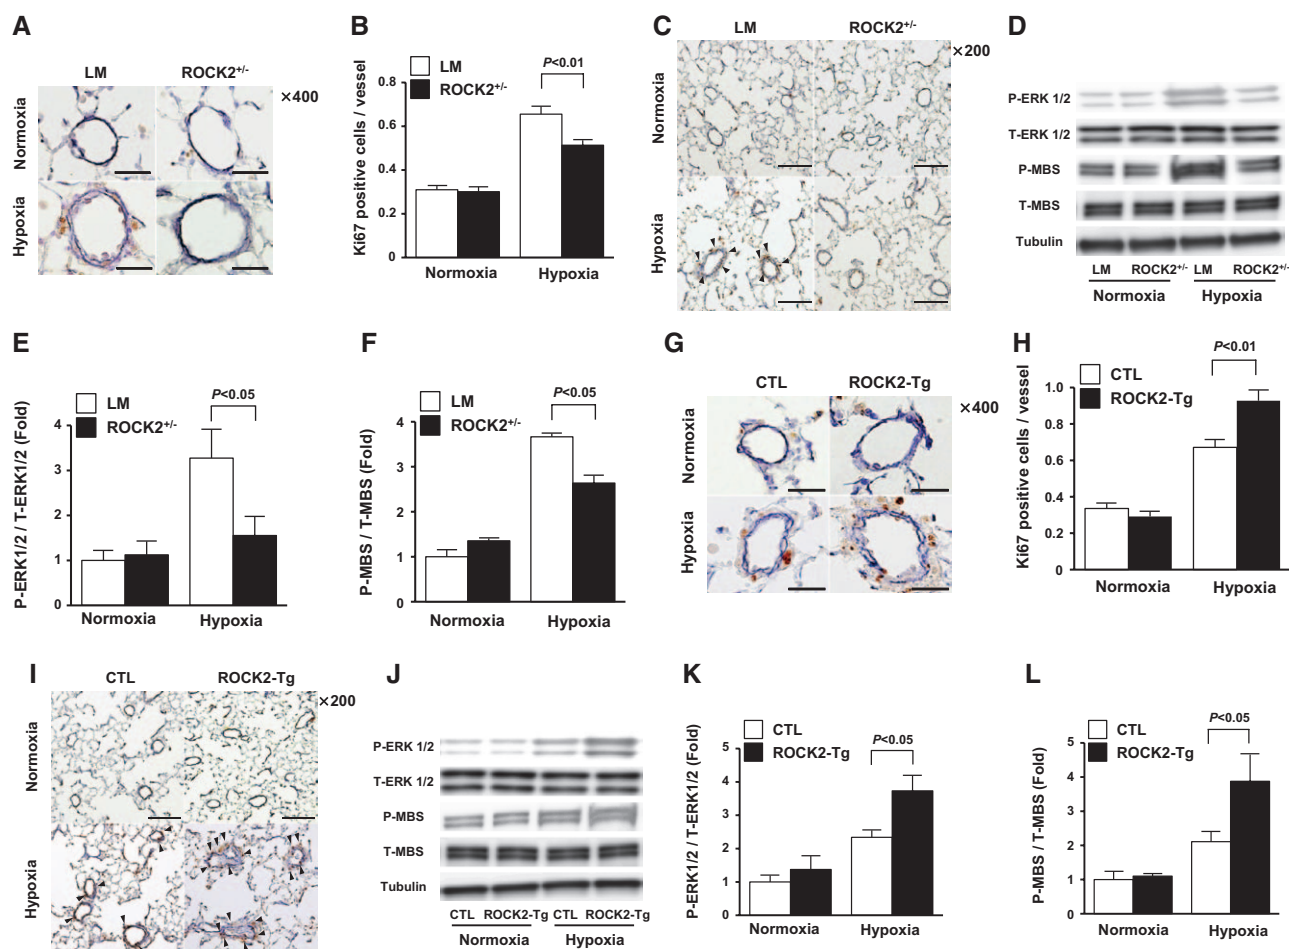 A
LM
ROCK2+/-
×400
Normoxia
Hypoxia
B
LM
ROCK2+/-
P<0.01
Ki67 positive cells / vessel
0.8
0.6
0.4
0.2
0
Normoxia
Hypoxia
C
LM
ROCK2+/-
×200
Normoxia
Hypoxia
D
P-ERK 1/2
T-ERK 1/2
P-MBS
T-MBS
Tubulin
LM ROCK2+/- LM ROCK2+/-
Normoxia Hypoxia
E
LM
ROCK2+/-
P<0.05
P-ERK1/2 / T-ERK1/2 (Fold)
4
3
2
1
0
Normoxia
Hypoxia
F
LM
ROCK2+/-
P<0.05
P-MBS / T-MBS (Fold)
4
3
2
1
0
Normoxia
Hypoxia
G
CTL
ROCK2-Tg
×400
Normoxia
Hypoxia
H
CTL
ROCK2-Tg
P<0.01
Ki67 positive cells / vessel
1.0
0.8
0.6
0.4
0.2
0
Normoxia
Hypoxia
I
CTL
ROCK2-Tg
×200
Normoxia
Hypoxia
J
P-ERK 1/2
T-ERK 1/2
P-MBS
T-MBS
Tubulin
CTL ROCK2-Tg CTL ROCK2-Tg
Normoxia Hypoxia
K
CTL
ROCK2-Tg
P<0.05
P-ERK1/2 / T-ERK1/2 (Fold)
5
4
3
2
1
0
Normoxia
Hypoxia
L
CTL
ROCK2-Tg
P<0.05
P-MBS / T-MBS (Fold)
5
4
3
2
1
0
Normoxia
Hypoxia